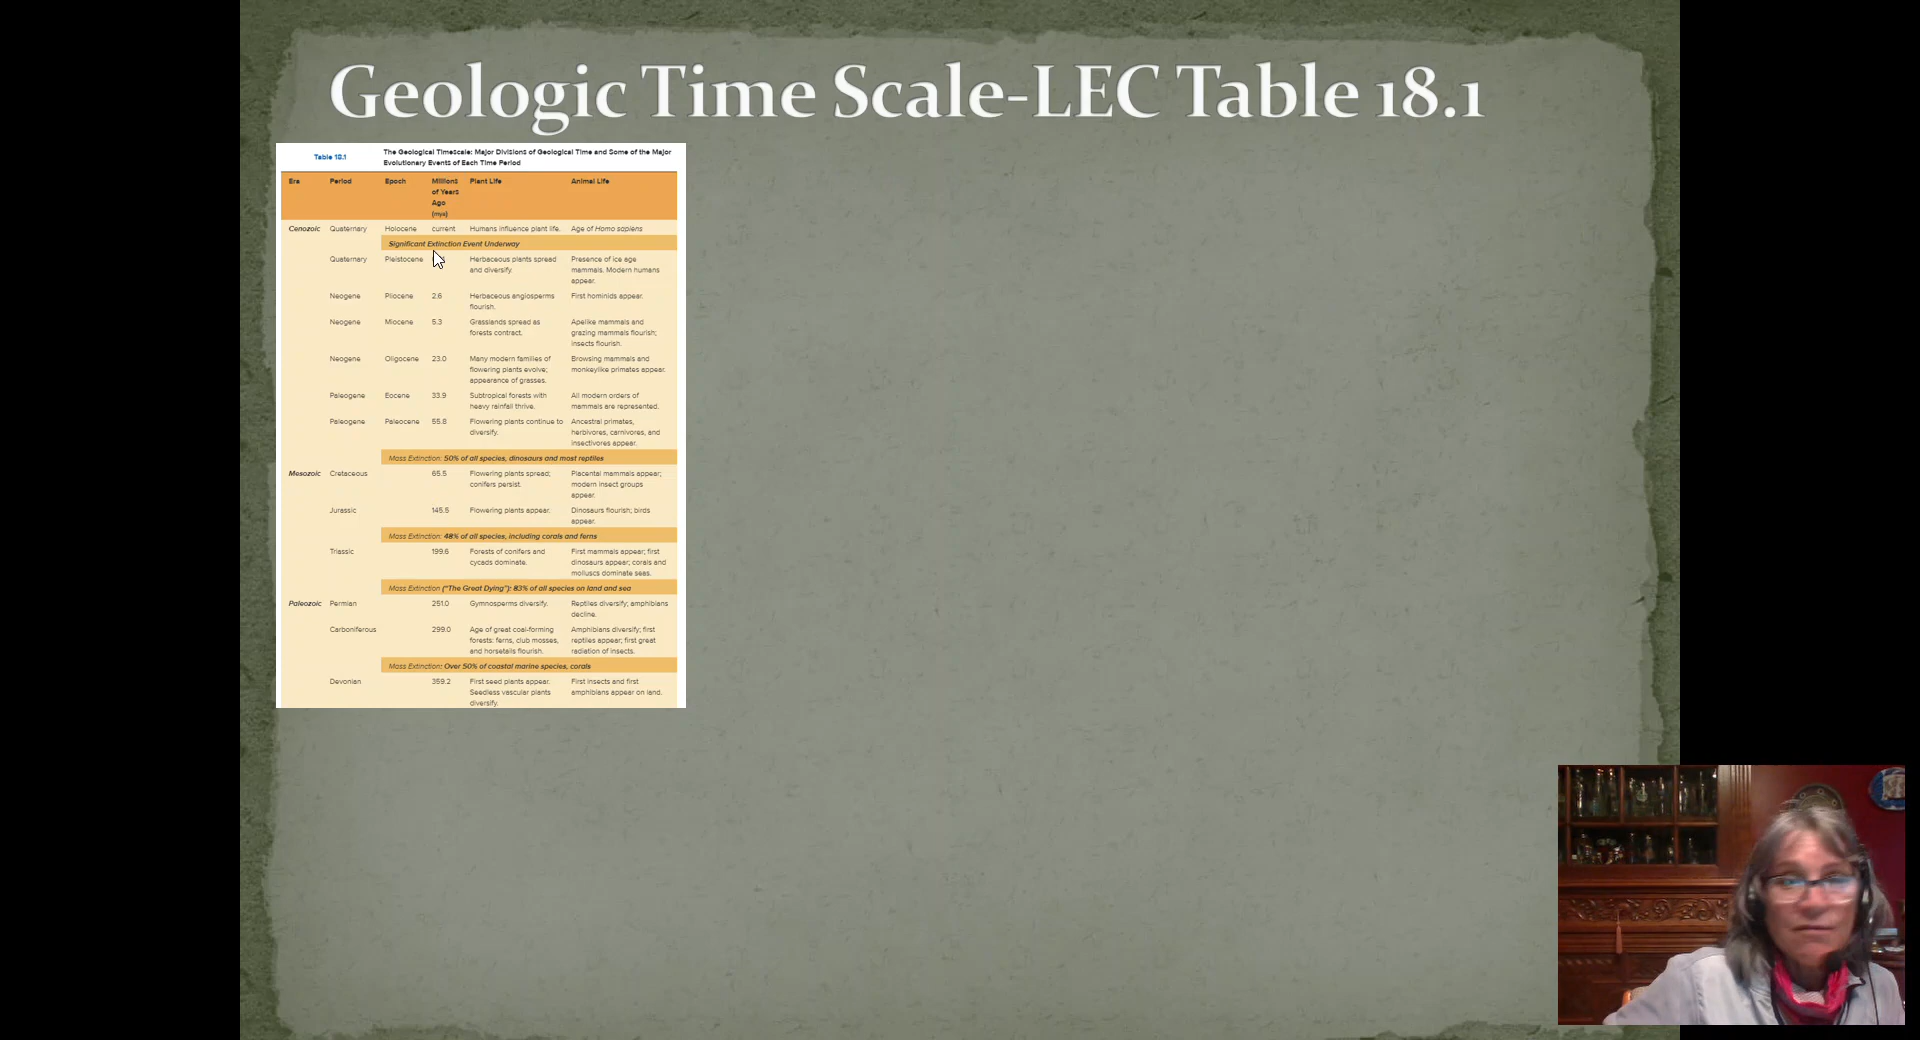 Geologic Time Scale-LEC Table 18.1
Table 18.1
The Geological Timescale: Major Divisions of Geological Time and Some of the Major
Evolutionary Events of Each Time Period
Era Period Epoch Millions of Years Ago (mya) Plant Life Animal Life
Cenozoic Quaternary Holocene current Humans influence plant life. Age of Homo sapiens
Significant Extinction Event Underway
Quaternary Pleistocene Herbaceous plants spread and diversify. Presence of ice age mammals. Modern humans appear.
Neogene Pliocene 2.6 Herbaceous angiosperms flourish. First hominids appear.
Neogene Miocene 5.3 Grasslands spread as forests contract. Apelike mammals and grazing mammals flourish; insects flourish.
Neogene Oligocene 23.0 Many modern families of flowering plants evolve; appearance of grasses. Browsing mammals and monkeylike primates appear.
Paleogene Eocene 33.9 Subtropical forests with heavy rainfall thrive. All modern orders of mammals are represented.
Paleogene Paleocene 55.8 Flowering plants continue to diversify. Ancestral primates, herbivores, carnivores, and insectivores appear.
Mass Extinction: 50% of all species, dinosaurs and most reptiles
Mesozoic Cretaceous 65.5 Flowering plants spread; conifers persist. Placental mammals appear; modern insect groups appear.
Jurassic 145.5 Flowering plants appear. Dinosaurs flourish; birds appear.
Mass Extinction: 48% of all species, including corals and ferns
Triassic 199.6 Forests of conifers and cycads dominate. First mammals appear; first dinosaurs appear; corals and molluscs dominate seas.
Mass Extinction ("The Great Dying"): 83% of all species on land and sea
Paleozoic Permian 251.0 Gymnosperms diversify. Reptiles diversify; amphibians decline.
Carboniferous 299.0 Age of great coal-forming forests: ferns, club mosses, and horsetails flourish. Amphibians diversify; first reptiles appear; first great radiation of insects.
Mass Extinction: Over 50% of coastal marine species, corals
Devonian 359.2 First seed plants appear. Seedless vascular plants diversify. First insects and first amphibians appear on land.